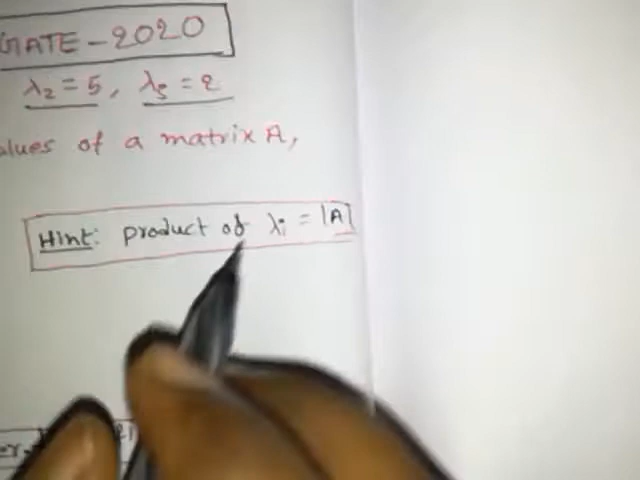 GATE - 2020
λ₂ = 5, λ₃ = 2
alues of a matrix A,
Hint: product of λᵢ = |A|